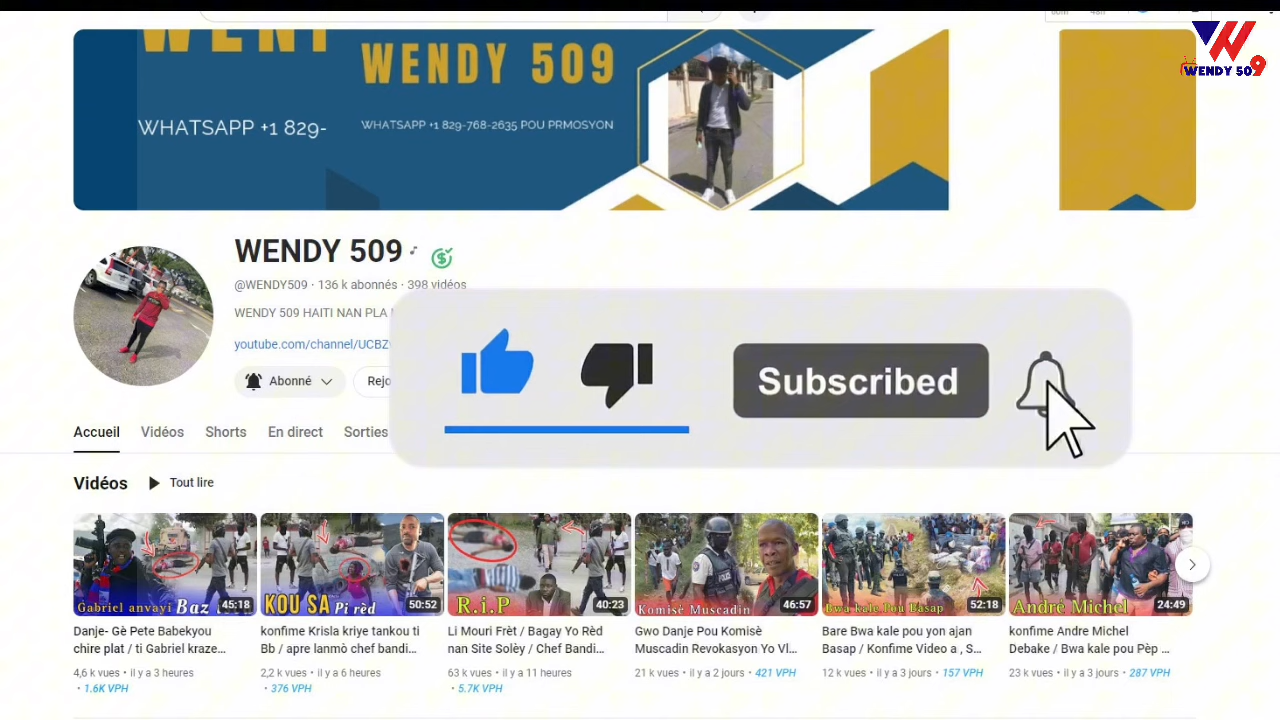 WENDY 509
WENDY 509
WHATSAPP +1 829-
WHATSAPP +1 829-768-2635 POU PRMOSYON
WENDY 509
@WENDY509 · 136 k abonnés · 398 vidéos
WENDY 509 HAITI NAN PLA
youtube.com/channel/UCBZ
Abonné
Rejo
Subscribed
Accueil
Vidéos
Shorts
En direct
Sorties
Vidéos
Tout lire
Gabriel anvayi Baz
45:18
KOU SA Pi rèd
50:52
R.i.P
40:23
POLICE
Komisè Muscadin
46:57
Bwa kale Pou Basap
52:18
Andrè Michel
24:49
Danje- Gè Pete Babekyou
chire plat / ti Gabriel kraze...
4,6 k vues • il y a 3 heures
• 1.6K VPH
konfime Krisla kriye tankou ti
Bb / apre lanmò chef bandi...
2,2 k vues • il y a 6 heures
• 376 VPH
Li Mouri Frèt / Bagay Yo Rèd
nan Site Solèy / Chef Bandi...
63 k vues • il y a 11 heures
• 5.7K VPH
Gwo Danje Pou Komisè
Muscadin Revokasyon Yo Vl...
21 k vues • il y a 2 jours • 421 VPH
Bare Bwa kale pou yon ajan
Basap / Konfime Video a , S...
12 k vues • il y a 3 jours • 157 VPH
konfime Andre Michel
Debake / Bwa kale pou Pèp ...
23 k vues • il y a 3 jours • 287 VPH